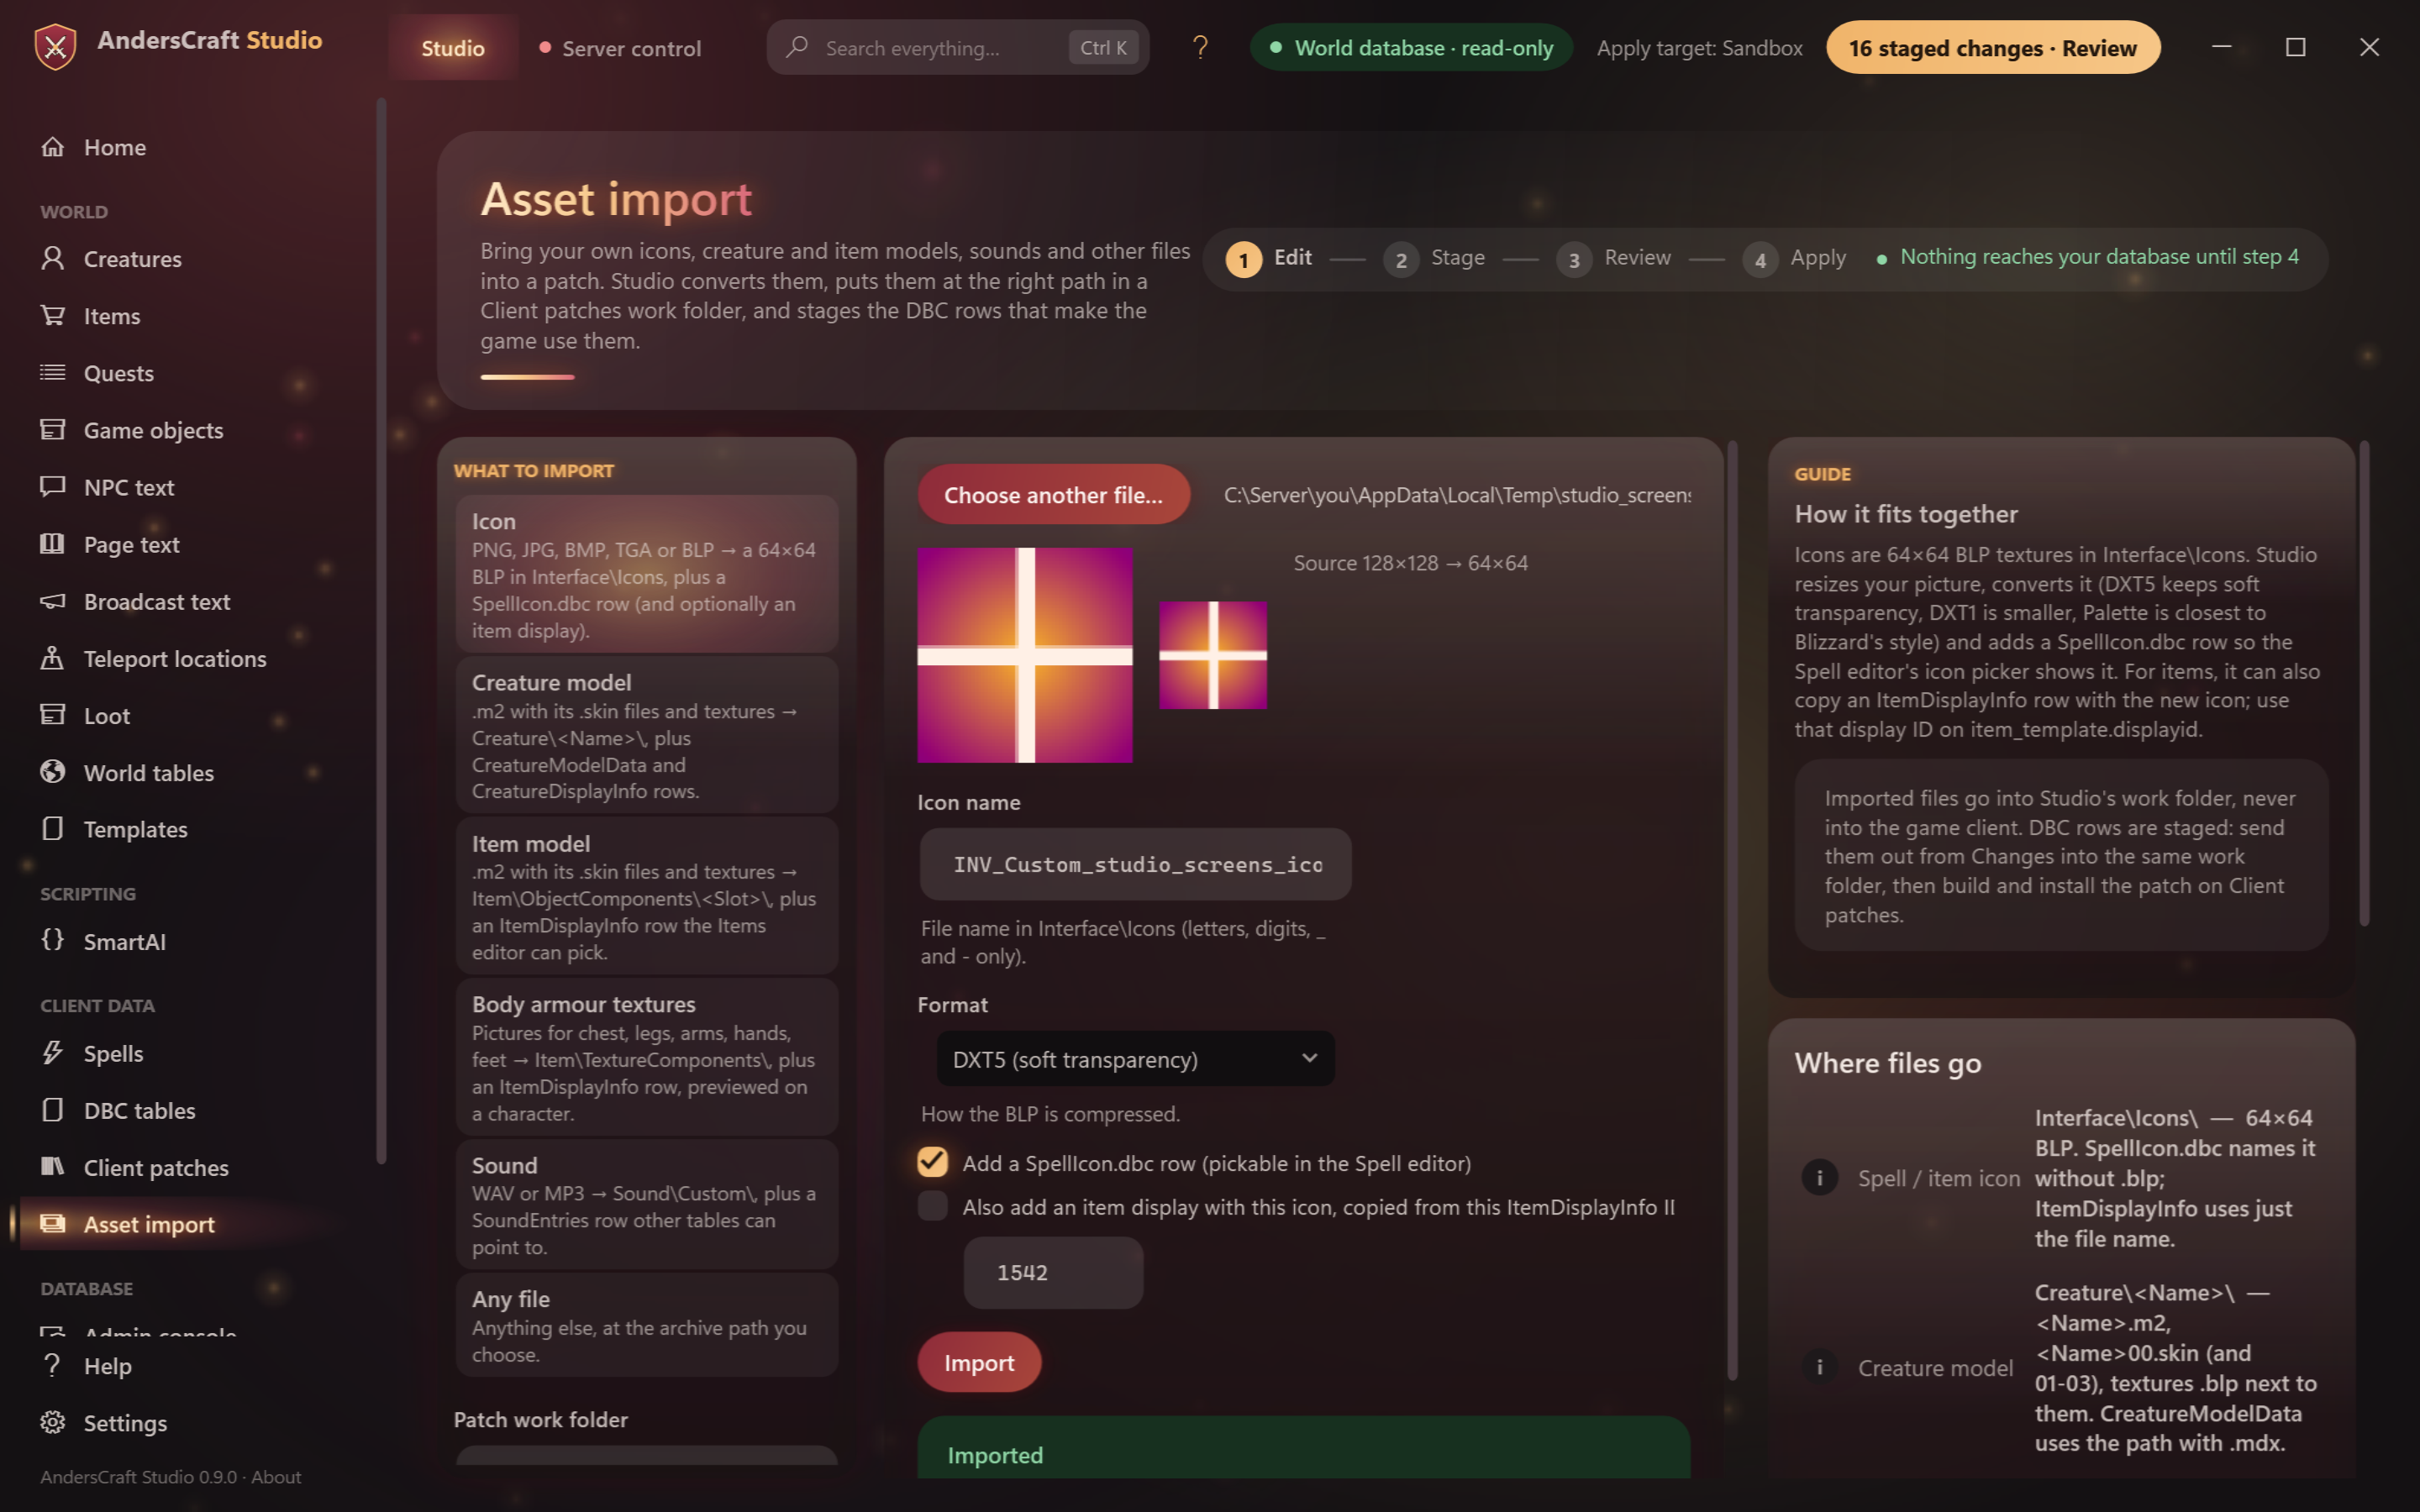 AndersCraft Studio
Studio
Server control
Search everything...
Ctrl K
?
World database · read-only
Apply target: Sandbox
16 staged changes · Review
Home
WORLD
Creatures
Items
Quests
Game objects
NPC text
Page text
Broadcast text
Teleport locations
Loot
World tables
Templates
SCRIPTING
SmartAI
CLIENT DATA
Spells
DBC tables
Client patches
Asset import
DATABASE
Admin console
Help
Settings
AndersCraft Studio 0.9.0 · About
Asset import
Bring your own icons, creature and item models, sounds and other files
into a patch. Studio converts them, puts them at the right path in a
Client patches work folder, and stages the DBC rows that make the
game use them.
1 Edit — 2 Stage — 3 Review — 4 Apply
Nothing reaches your database until step 4
WHAT TO IMPORT
Icon
PNG, JPG, BMP, TGA or BLP → a 64×64
BLP in Interface\Icons, plus a
SpellIcon.dbc row (and optionally an
item display).
Creature model
.m2 with its .skin files and textures →
Creature\<Name>\, plus
CreatureModelData and
CreatureDisplayInfo rows.
Item model
.m2 with its .skin files and textures →
Item\ObjectComponents\<Slot>\, plus
an ItemDisplayInfo row the Items
editor can pick.
Body armour textures
Pictures for chest, legs, arms, hands,
feet → Item\TextureComponents\, plus
an ItemDisplayInfo row, previewed on
a character.
Sound
WAV or MP3 → Sound\Custom\, plus a
SoundEntries row other tables can
point to.
Any file
Anything else, at the archive path you
choose.
Patch work folder
Choose another file...
C:\Server\you\AppData\Local\Temp\studio_screens
Source 128×128 → 64×64
Icon name
INV_Custom_studio_screens_ico
File name in Interface\Icons (letters, digits, _
and - only).
Format
DXT5 (soft transparency)
How the BLP is compressed.
Add a SpellIcon.dbc row (pickable in the Spell editor)
Also add an item display with this icon, copied from this ItemDisplayInfo
1542
Import
Imported
GUIDE
How it fits together
Icons are 64×64 BLP textures in Interface\Icons. Studio
resizes your picture, converts it (DXT5 keeps soft
transparency, DXT1 is smaller, Palette is closest to
Blizzard's style) and adds a SpellIcon.dbc row so the
Spell editor's icon picker shows it. For items, it can also
copy an ItemDisplayInfo row with the new icon; use
that display ID on item_template.displayid.
Imported files go into Studio's work folder, never
into the game client. DBC rows are staged: send
them out from Changes into the same work
folder, then build and install the patch on Client
patches.
Where files go
Spell / item icon
Interface\Icons\ — 64×64
BLP. SpellIcon.dbc names it
without .blp;
ItemDisplayInfo uses just
the file name.
Creature model
Creature\<Name>\ —
<Name>.m2,
<Name>00.skin (and
01-03), textures .blp next to
them. CreatureModelData
uses the path with .mdx.